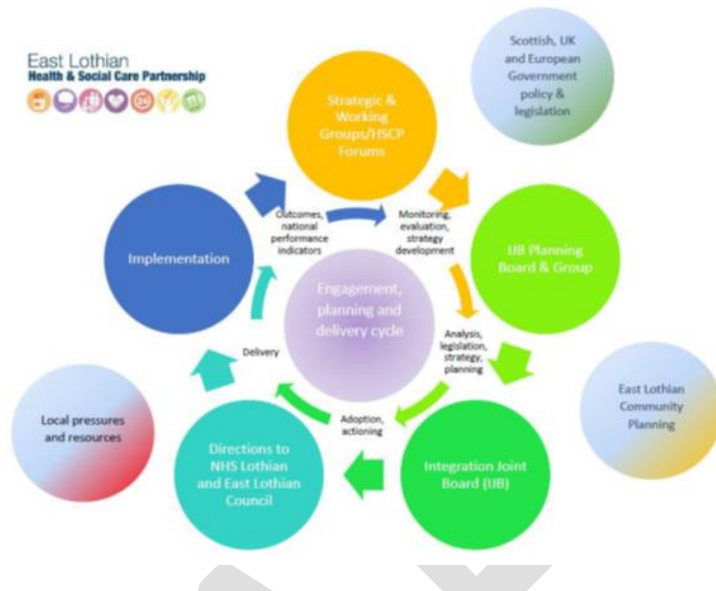 East Lothian
Health & Social Care Partnership
Scottish, UK
and European
Government
policy &
legislation
Strategic &
Working
Groups/HSCP
Forums
Outcomes,
national
performance
indicators
Monitoring,
evaluation,
strategy
development
Implementation
IJB Planning
Board & Group
Engagement,
planning and
delivery cycle
Delivery
Analysis,
legislation,
strategy,
planning
Local pressures
and resources
East Lothian
Community
Planning
Adoption,
actioning
Directions to
NHS Lothian
and East Lothian
Council
Integration Joint
Board (IJB)